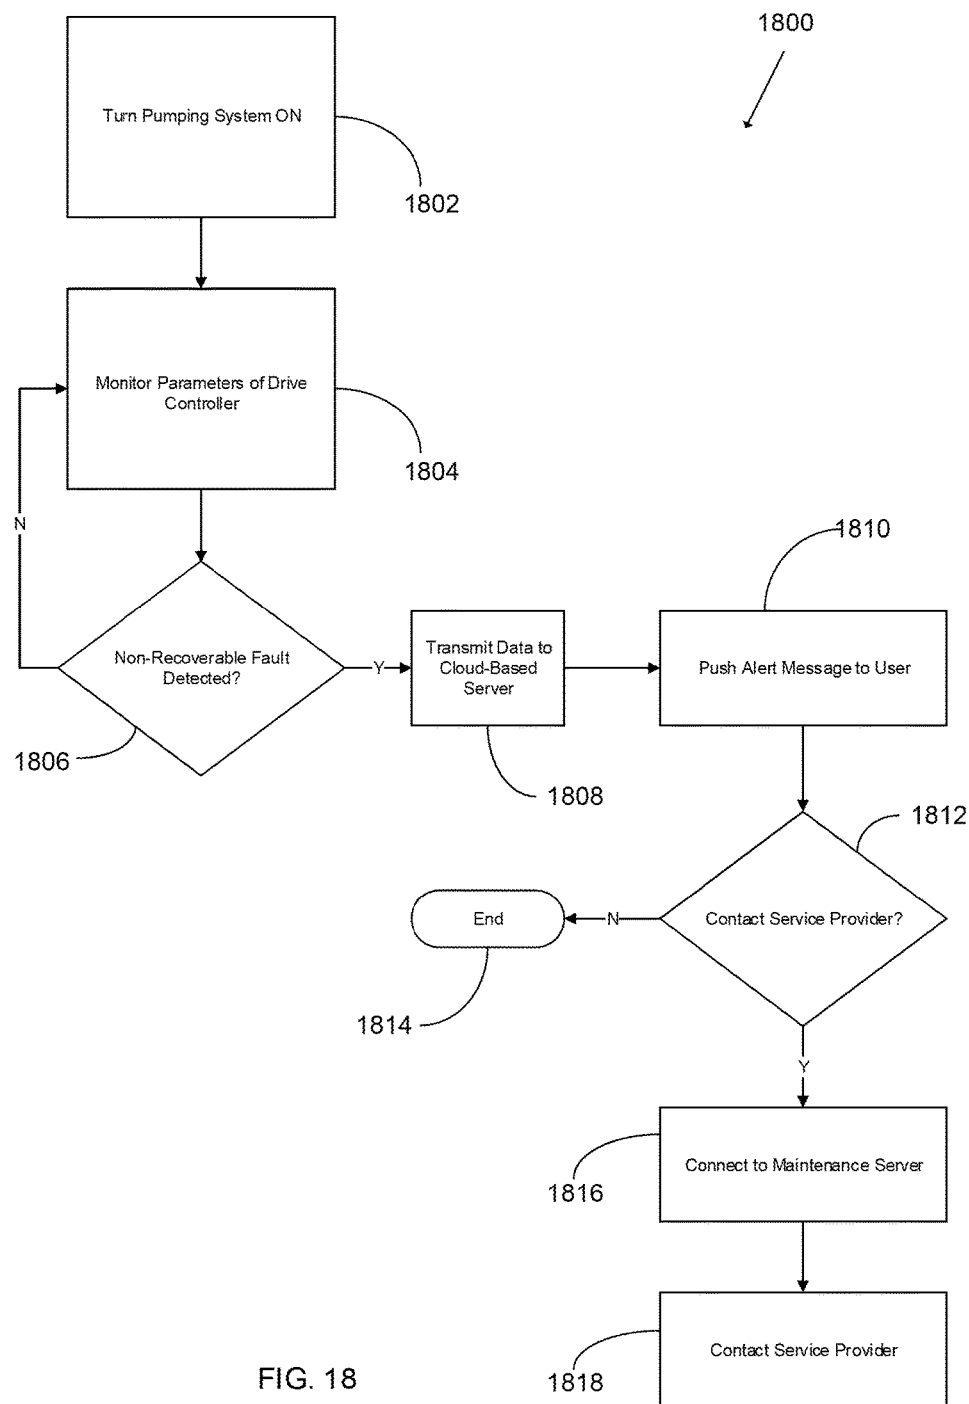 1800
Turn Pumping System ON
1802
Monitor Parameters of Drive
Controller
1804
N
1810
Non-Recoverable Fault
Detected?
Y
Transmit Data to
Cloud-Based
Server
Push Alert Message to User
1806
1808
1812
End
N
Contact Service Provider?
1814
Y
Connect to Maintenance Server
1816
Contact Service Provider
1818
FIG. 18